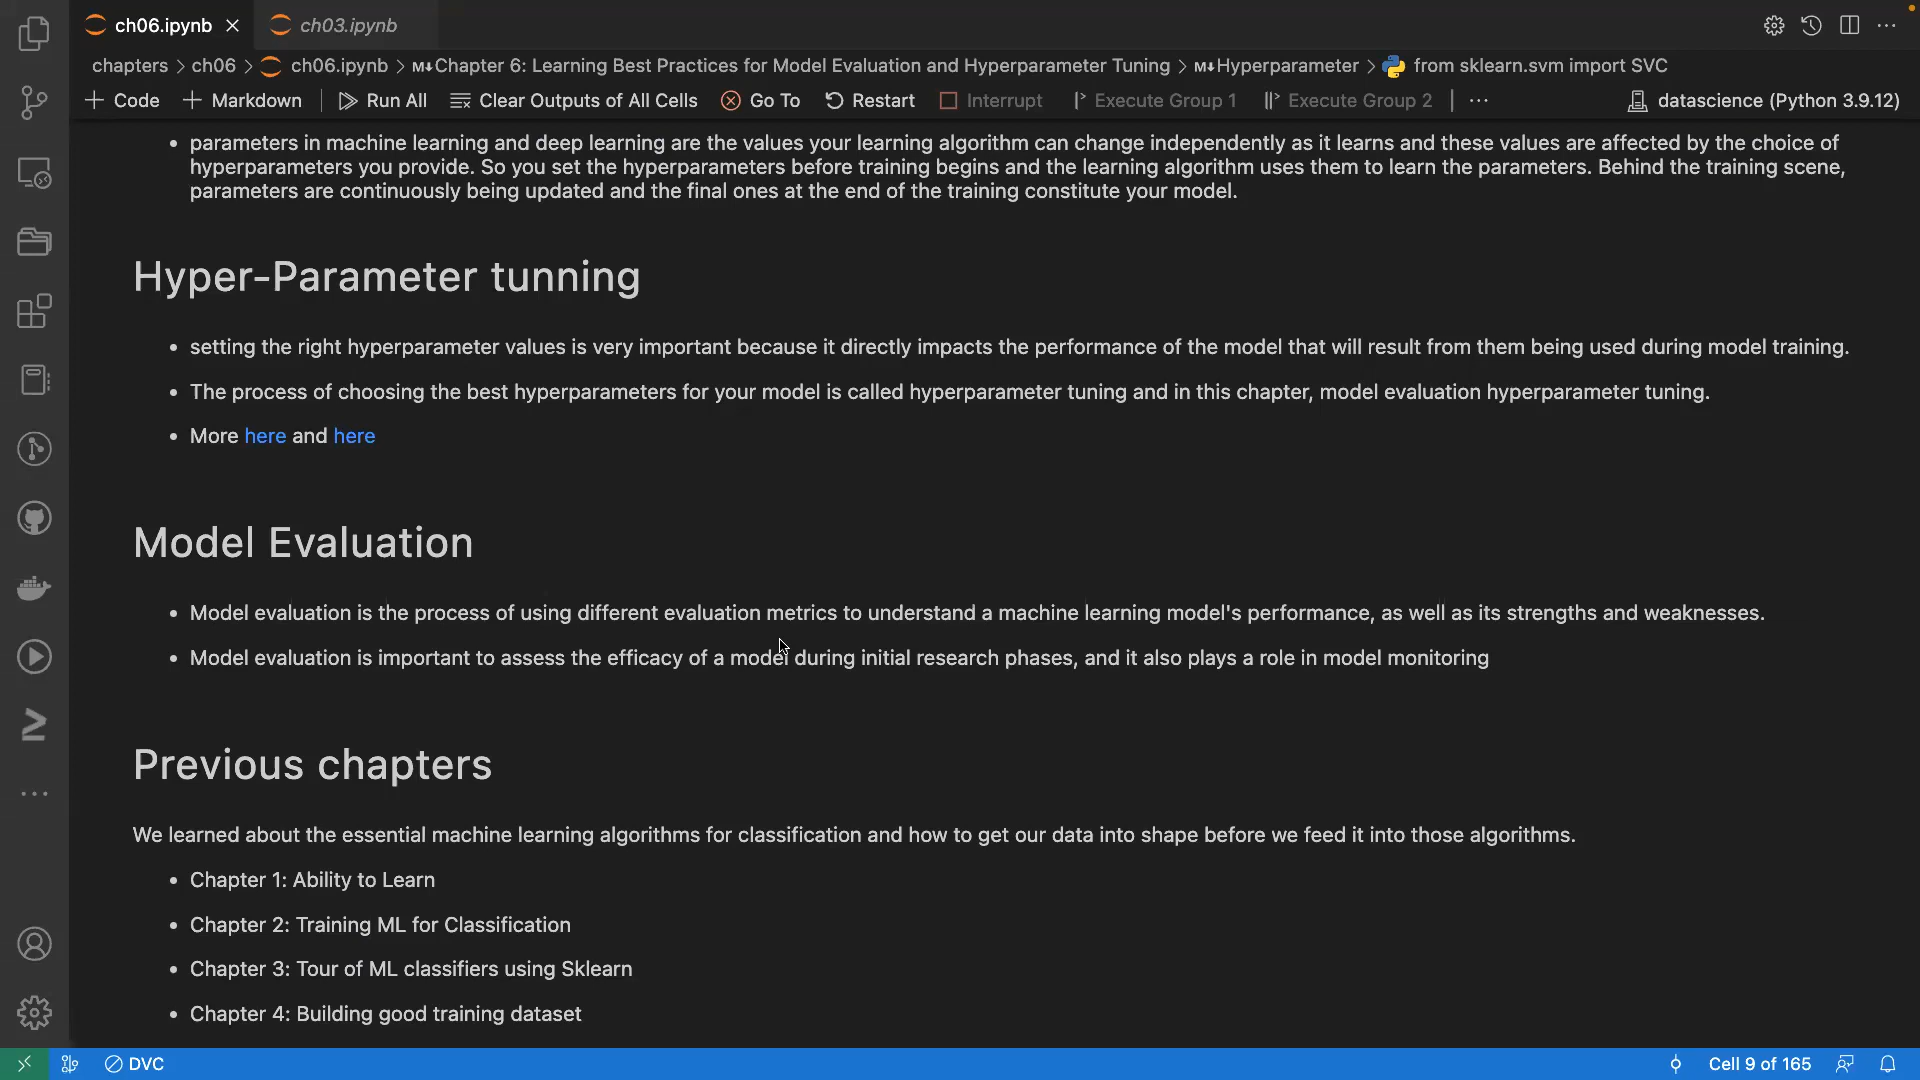 ch06.ipynb
ch03.ipynb
chapters > ch06 > ch06.ipynb > M↓Chapter 6: Learning Best Practices for Model Evaluation and Hyperparameter Tuning > M↓Hyperparameter > from sklearn.svm import SVC
+ Code + Markdown Run All Clear Outputs of All Cells Go To Restart Interrupt Execute Group 1 Execute Group 2 ··· datascience (Python 3.9.12)
• parameters in machine learning and deep learning are the values your learning algorithm can change independently as it learns and these values are affected by the choice of
hyperparameters you provide. So you set the hyperparameters before training begins and the learning algorithm uses them to learn the parameters. Behind the training scene,
parameters are continuously being updated and the final ones at the end of the training constitute your model.
Hyper-Parameter tunning
• setting the right hyperparameter values is very important because it directly impacts the performance of the model that will result from them being used during model training.
• The process of choosing the best hyperparameters for your model is called hyperparameter tuning and in this chapter, model evaluation hyperparameter tuning.
• More here and here
Model Evaluation
• Model evaluation is the process of using different evaluation metrics to understand a machine learning model's performance, as well as its strengths and weaknesses.
• Model evaluation is important to assess the efficacy of a model during initial research phases, and it also plays a role in model monitoring
Previous chapters
We learned about the essential machine learning algorithms for classification and how to get our data into shape before we feed it into those algorithms.
• Chapter 1: Ability to Learn
• Chapter 2: Training ML for Classification
• Chapter 3: Tour of ML classifiers using Sklearn
• Chapter 4: Building good training dataset
DVC
Cell 9 of 165